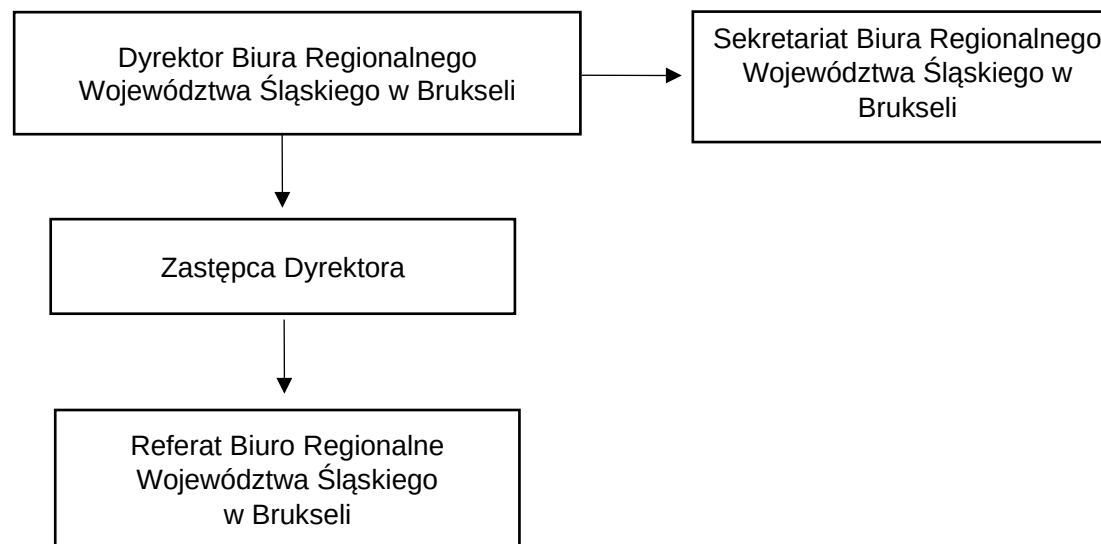 Dyrektor Biura Regionalnego
Województwa Śląskiego w Brukseli
Sekretariat Biura Regionalnego
Województwa Śląskiego w
Brukseli
Zastępca Dyrektora
Referat Biuro Regionalne
Województwa Śląskiego
w Brukseli